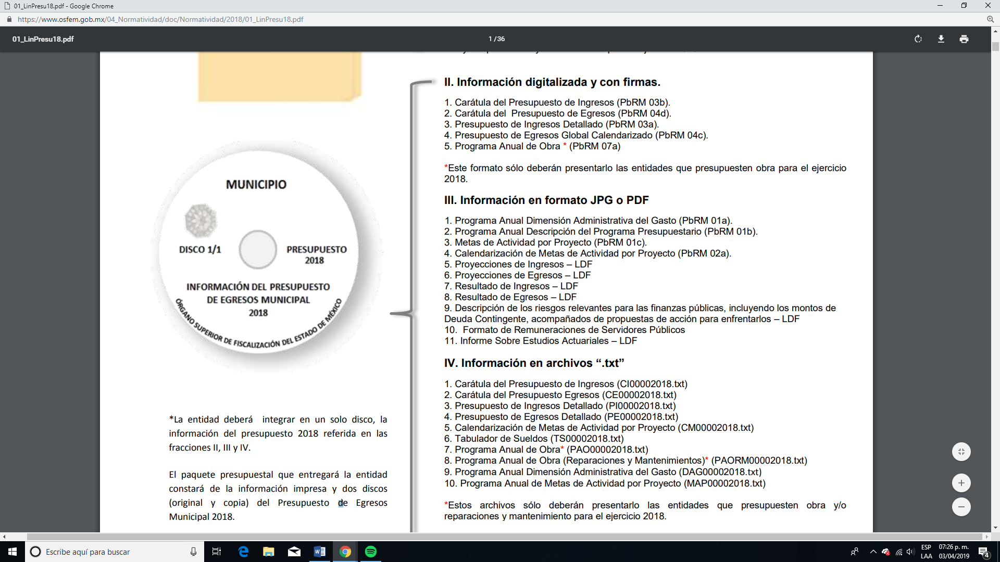 01_LinPresu18.pdf - Google Chrome
https://www.osfem.gob.mx/04_Normatividad/doc/Normatividad/2018/01_LinPresu18.pdf
01_LinPresu18.pdf
1 / 36
II. Información digitalizada y con firmas.
1. Carátula del Presupuesto de Ingresos (PbRM 03b).
2. Carátula del Presupuesto de Egresos (PbRM 04d).
3. Presupuesto de Ingresos Detallado (PbRM 03a).
4. Presupuesto de Egresos Global Calendarizado (PbRM 04c).
5. Programa Anual de Obra * (PbRM 07a)
*Este formato sólo deberán presentarlo las entidades que presupuesten obra para el ejercicio
2018.
III. Información en formato JPG o PDF
1. Programa Anual Dimensión Administrativa del Gasto (PbRM 01a).
2. Programa Anual Descripción del Programa Presupuestario (PbRM 01b).
3. Metas de Actividad por Proyecto (PbRM 01c).
4. Calendarización de Metas de Actividad por Proyecto (PbRM 02a).
5. Proyecciones de Ingresos – LDF
6. Proyecciones de Egresos – LDF
7. Resultado de Ingresos – LDF
8. Resultado de Egresos – LDF
9. Descripción de los riesgos relevantes para las finanzas públicas, incluyendo los montos de
Deuda Contingente, acompañados de propuestas de acción para enfrentarlos – LDF
10. Formato de Remuneraciones de Servidores Públicos
11. Informe Sobre Estudios Actuariales – LDF
IV. Información en archivos “.txt”
1. Carátula del Presupuesto de Ingresos (CI00002018.txt)
2. Carátula del Presupuesto Egresos (CE00002018.txt)
3. Presupuesto de Ingresos Detallado (PI00002018.txt)
4. Presupuesto de Egresos Detallado (PE00002018.txt)
5. Calendarización de Metas de Actividad por Proyecto (CM00002018.txt)
6. Tabulador de Sueldos (TS00002018.txt)
7. Programa Anual de Obra* (PAO00002018.txt)
8. Programa Anual de Obra (Reparaciones y Mantenimientos)* (PAORM00002018.txt)
9. Programa Anual Dimensión Administrativa del Gasto (DAG00002018.txt)
10. Programa Anual de Metas de Actividad por Proyecto (MAP00002018.txt)
*Estos archivos sólo deberán presentarlo las entidades que presupuesten obra y/o
reparaciones y mantenimiento para el ejercicio 2018.
MUNICIPIO
DISCO 1/1
PRESUPUESTO
2018
INFORMACIÓN DEL PRESUPUESTO
DE EGRESOS MUNICIPAL
2018
ÓRGANO SUPERIOR DE FISCALIZACIÓN DEL ESTADO DE MÉXICO
*La entidad deberá integrar en un solo disco, la
información del presupuesto 2018 referida en las
fracciones II, III y IV.
El paquete presupuestal que entregará la entidad
constará de la información impresa y dos discos
(original y copia) del Presupuesto de Egresos
Municipal 2018.
Escribe aquí para buscar
ESP
LAA
07:26 p. m.
03/04/2019
4